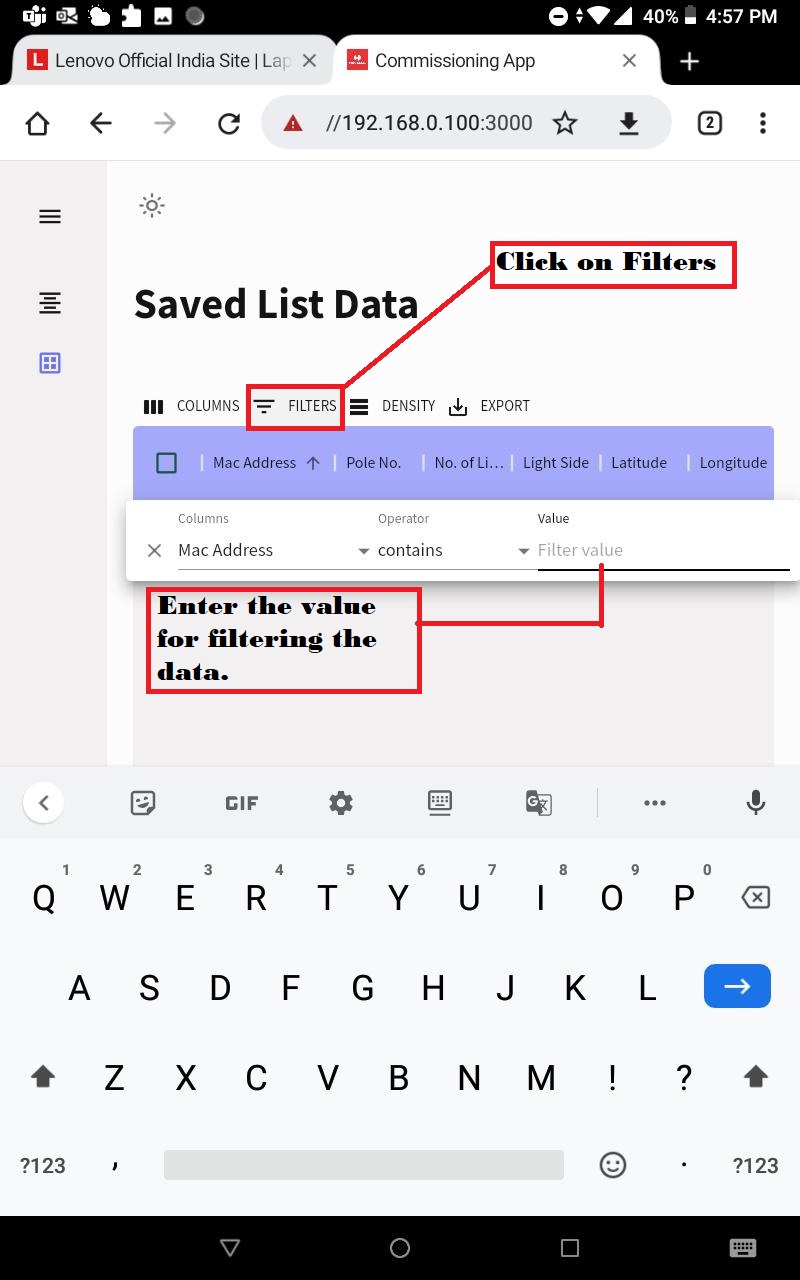 40% 4:57 PM
Lenovo Official India Site | Lap
Commissioning App
//192.168.0.100:3000
2
Click on Filters
Saved List Data
COLUMNS FILTERS DENSITY EXPORT
Mac Address Pole No. No. of Li... Light Side Latitude Longitude
Columns Operator Value
Mac Address contains Filter value
Enter the value
for filtering the
data.
GIF
1 2 3 4 5 6 7 8 9 0
Q W E R T Y U I O P
A S D F G H J K L
Z X C V B N M ! ?
?123 , . ?123